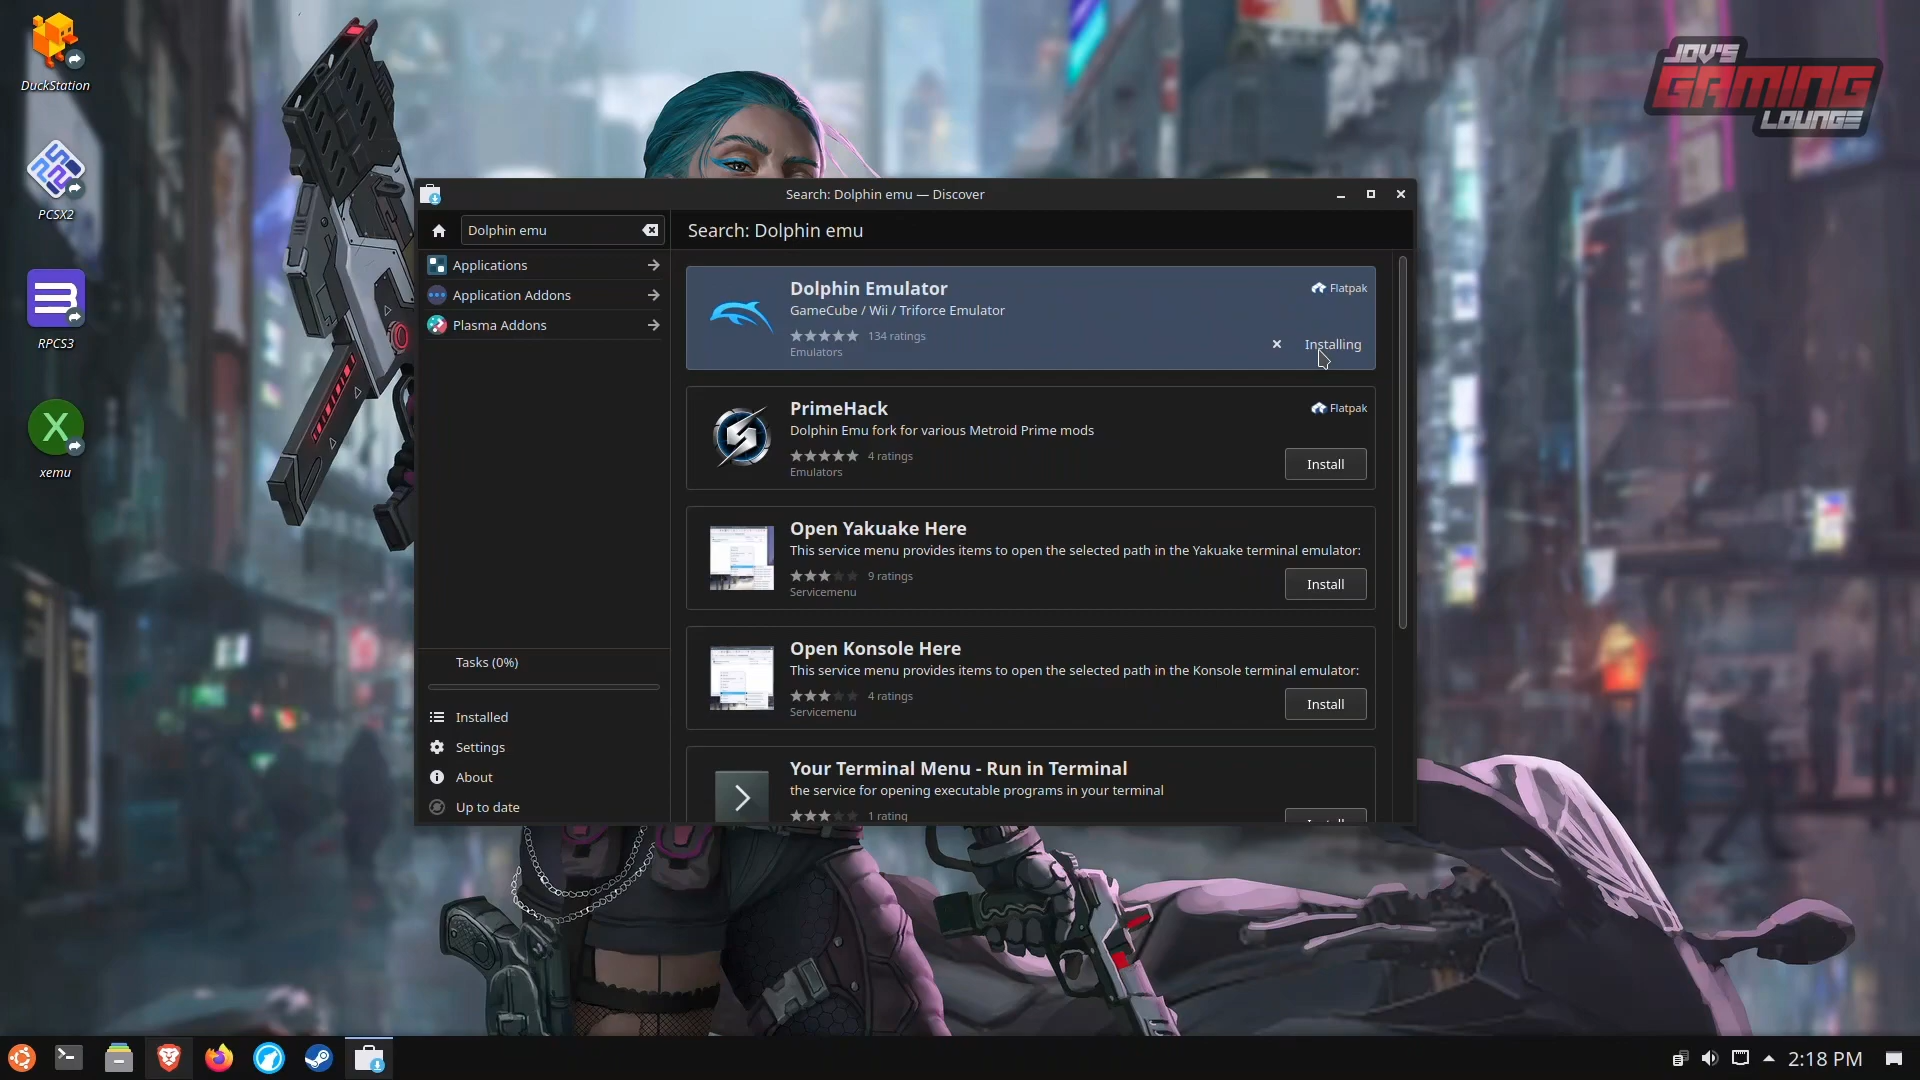 DuckStation
PCSX2
RPCS3
X
xemu
JOV'S
GAMING
LOUNGE
Search: Dolphin emu — Discover
Dolphin emu
Applications
Application Addons
Plasma Addons
Tasks (0%)
Installed
Settings
About
Up to date
Search: Dolphin emu
Dolphin Emulator
Flatpak
GameCube / Wii / Triforce Emulator
134 ratings
Emulators
Installing
PrimeHack
Flatpak
Dolphin Emu fork for various Metroid Prime mods
4 ratings
Emulators
Install
Open Yakuake Here
This service menu provides items to open the selected path in the Yakuake terminal emulator:
9 ratings
Servicemenu
Install
Open Konsole Here
This service menu provides items to open the selected path in the Konsole terminal emulator:
4 ratings
Servicemenu
Install
Your Terminal Menu - Run in Terminal
the service for opening executable programs in your terminal
1 rating
Install
2:18 PM